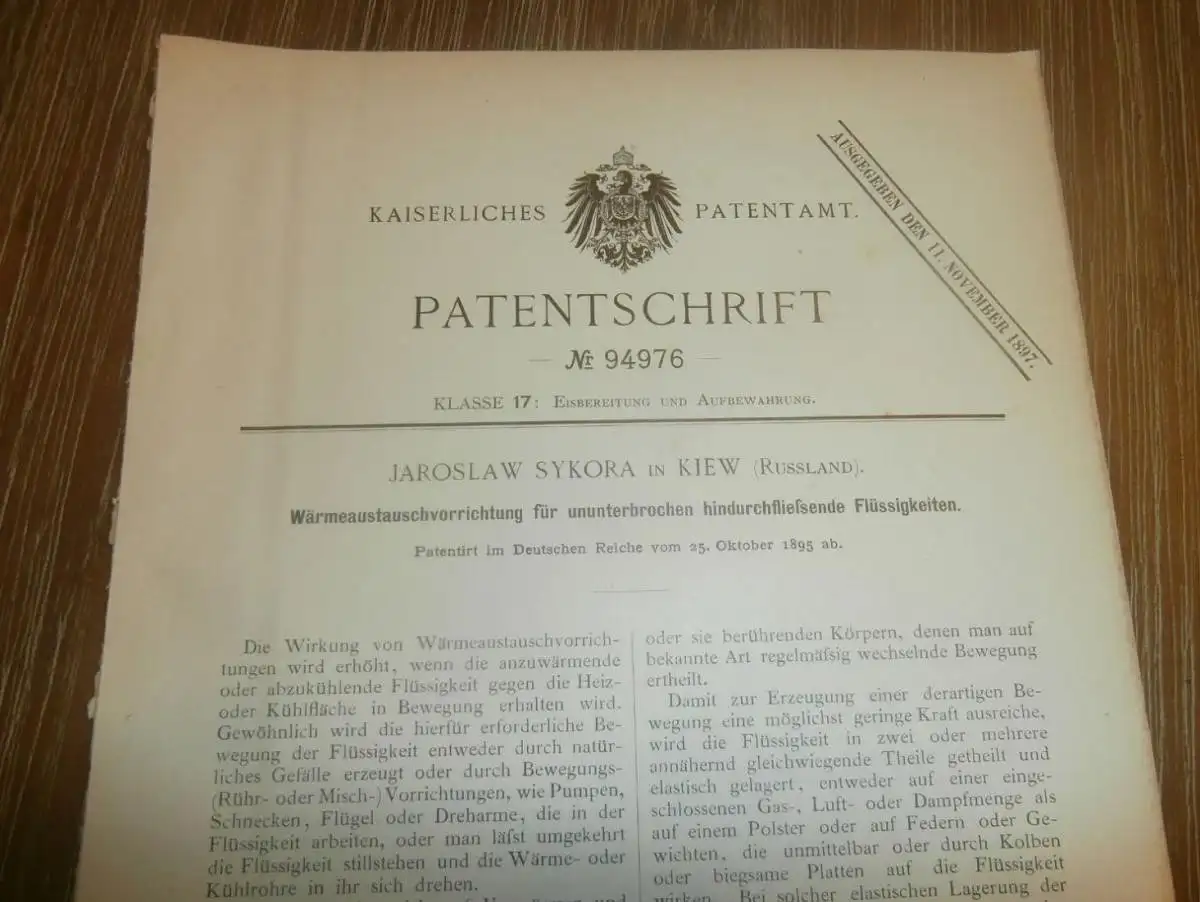 KAISERLICHES PATENTAMT.
AUSGEGEBEN DEN 11. NOVEMBER 1897.
PATENTSCHRIFT
— № 94976 —
KLASSE 17: EISBEREITUNG UND AUFBEWAHRUNG.
JAROSLAW SYKORA IN KIEW (RUSSLAND).
Wärmeaustauschvorrichtung für ununterbrochen hindurchfliefsende Flüssigkeiten.
Patentirt im Deutschen Reiche vom 25. Oktober 1895 ab.
Die Wirkung von Wärmeaustauschvorrich-
tungen wird erhöht, wenn die anzuwärmende
oder abzukühlende Flüssigkeit gegen die Heiz-
oder Kühlfläche in Bewegung erhalten wird.
Gewöhnlich wird die hierfür erforderliche Be-
wegung der Flüssigkeit entweder durch natür-
liches Gefälle erzeugt oder durch Bewegungs-
(Rühr- oder Misch-) Vorrichtungen, wie Pumpen,
Schnecken, Flügel oder Dreharme, die in der
Flüssigkeit arbeiten, oder man läfst umgekehrt
die Flüssigkeit stillstehen und die Wärme- oder
Kühlrohre in ihr sich drehen.
oder sie berührenden Körpern, denen man auf
bekannte Art regelmäfsig wechselnde Bewegung
ertheilt.
Damit zur Erzeugung einer derartigen Be-
wegung eine möglichst geringe Kraft ausreiche,
wird die Flüssigkeit in zwei oder mehrere
annähernd gleichwiegende Theile getheilt und
elastisch gelagert, entweder auf einer einge-
schlossenen Gas-, Luft- oder Dampfmenge als
auf einem Polster oder auf Federn oder Ge-
wichten, die unmittelbar oder durch Kolben
oder biegsame Platten auf die Flüssigkeit
wirken. Bei solcher elastischen Lagerung der